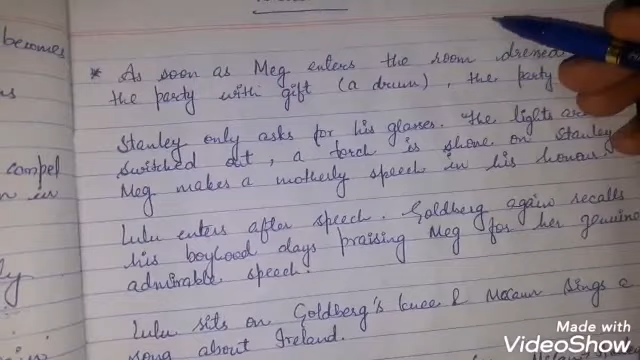 becomes
* As soon as Meg enters the room
the party with gift (a drum), the party
Stanley only asks for his glasses. The lights are
compel
switched out, a torch is shone on Stanley
Meg makes a motherly speech in his honour.
Lulu enters after speech. Goldberg again recalls
his boyhood days praising Meg for her genuine
admirable speech.
Lulu sits on Goldberg's knee & McCann sings a
song about Ireland.
Made with
VideoShow